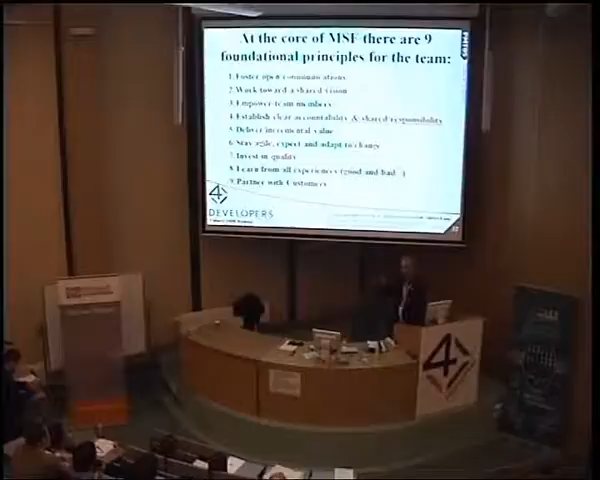 At the core of MSF there are 9
foundational principles for the team:
1. Foster open communications
2. Work toward a shared vision
3. Empower team members
4. Establish clear accountability & shared responsibility
5. Deliver incremental value
6. Stay agile, expect and adapt to change
7. Invest in quality
8. Learn from all experiences (good and bad...)
9. Partner with Customers
4
DEVELOPERS
4